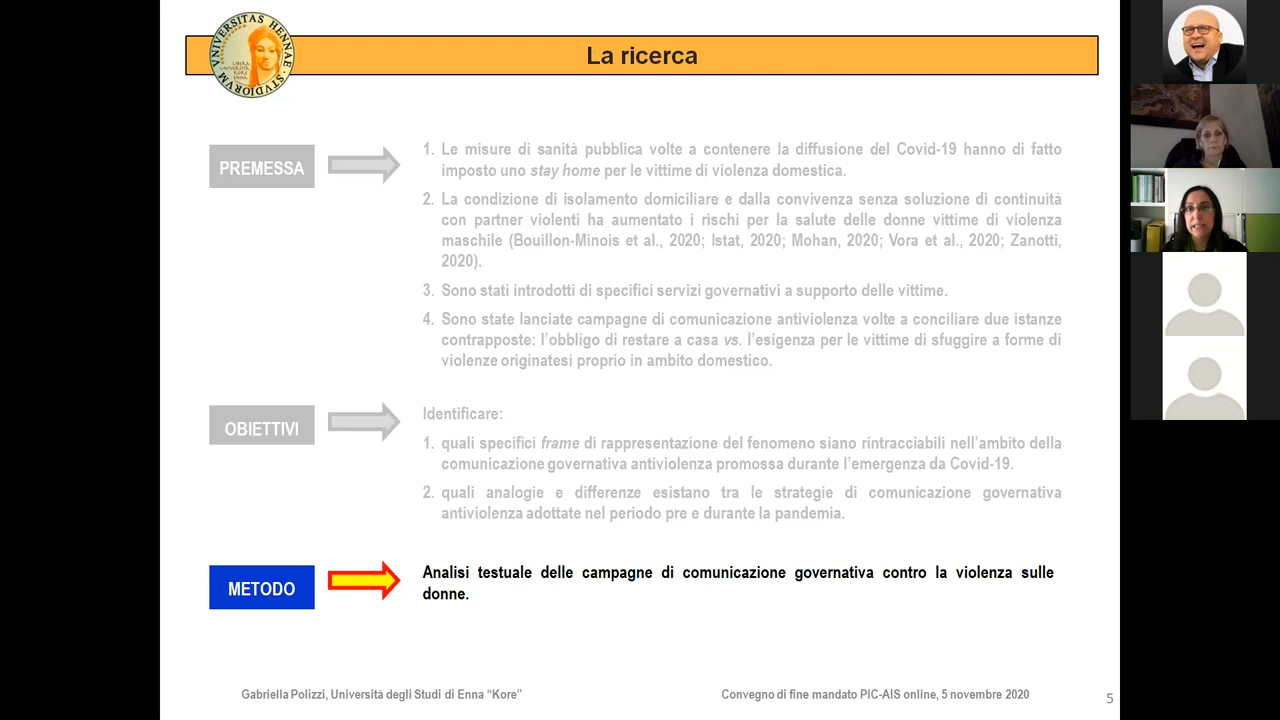 UNIVERSITAS HENNAE STUDIORVM
LIBERA
UNIVERSITÀ
KORE
ENNA
La ricerca
PREMESSA
1. Le misure di sanità pubblica volte a contenere la diffusione del Covid-19 hanno di fatto
imposto uno stay home per le vittime di violenza domestica.
2. La condizione di isolamento domiciliare e dalla convivenza senza soluzione di continuità
con partner violenti ha aumentato i rischi per la salute delle donne vittime di violenza
maschile (Bouillon-Minois et al., 2020; Istat, 2020; Mohan, 2020; Vora et al., 2020; Zanotti,
2020).
3. Sono stati introdotti di specifici servizi governativi a supporto delle vittime.
4. Sono state lanciate campagne di comunicazione antiviolenza volte a conciliare due istanze
contrapposte: l’obbligo di restare a casa vs. l’esigenza per le vittime di sfuggire a forme di
violenze originatesi proprio in ambito domestico.
OBIETTIVI
Identificare:
1. quali specifici frame di rappresentazione del fenomeno siano rintracciabili nell’ambito della
comunicazione governativa antiviolenza promossa durante l’emergenza da Covid-19.
2. quali analogie e differenze esistano tra le strategie di comunicazione governativa
antiviolenza adottate nel periodo pre e durante la pandemia.
METODO
Analisi testuale delle campagne di comunicazione governativa contro la violenza sulle
donne.
Gabriella Polizzi, Università degli Studi di Enna “Kore”
Convegno di fine mandato PIC-AIS online, 5 novembre 2020
5